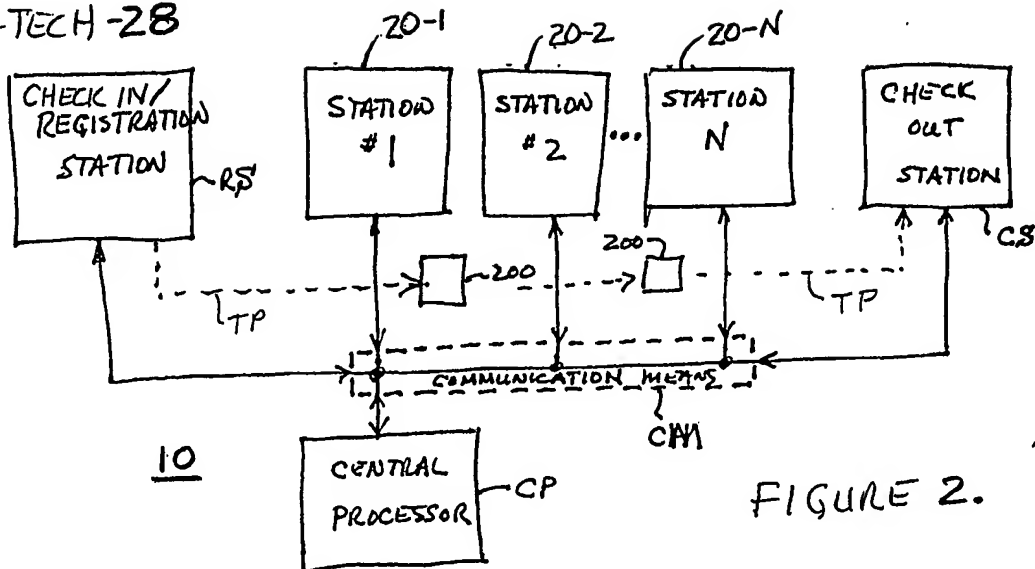 -TECH-28
20-1
20-2
20-N
CHECK IN/
REGISTRATION
STATION
STATION
#1
STATION
#2
...
STATION
N
CHECK
OUT
STATION
RS
CS
200
200
TP
TP
COMMUNICATION MEANS
CM
10
CENTRAL
PROCESSOR
CP
FIGURE 2.